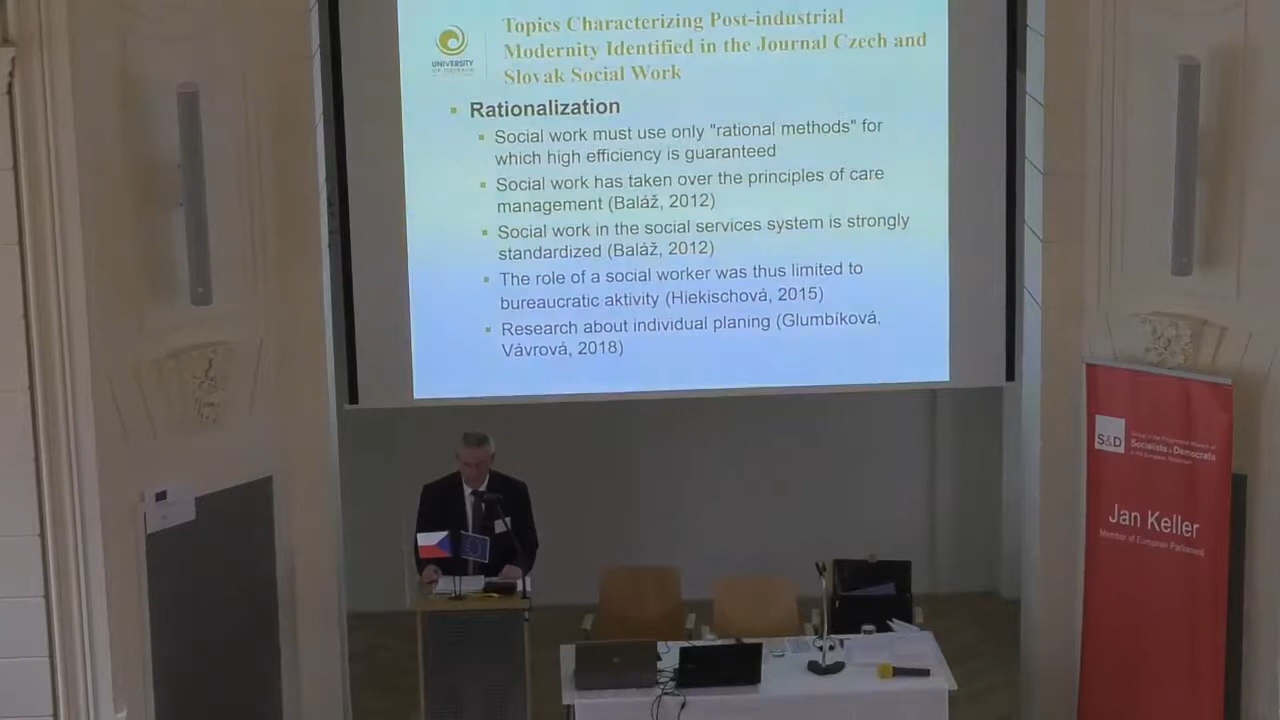 Topics Characterizing Post-industrial
Modernity Identified in the Journal Czech and
Slovak Social Work
UNIVERSITY
Rationalization
Social work must use only "rational methods" for
which high efficiency is guaranteed
Social work has taken over the principles of care
management (Baláž, 2012)
Social work in the social services system is strongly
standardized (Baláž, 2012)
The role of a social worker was thus limited to
bureaucratic aktivity (Hiekischová, 2015)
Research about individual planing (Glumbíková,
Vávrová, 2018)
S&D
Socialists & Democrats
in the European Parliament
Jan Keller
Member of European Parliament